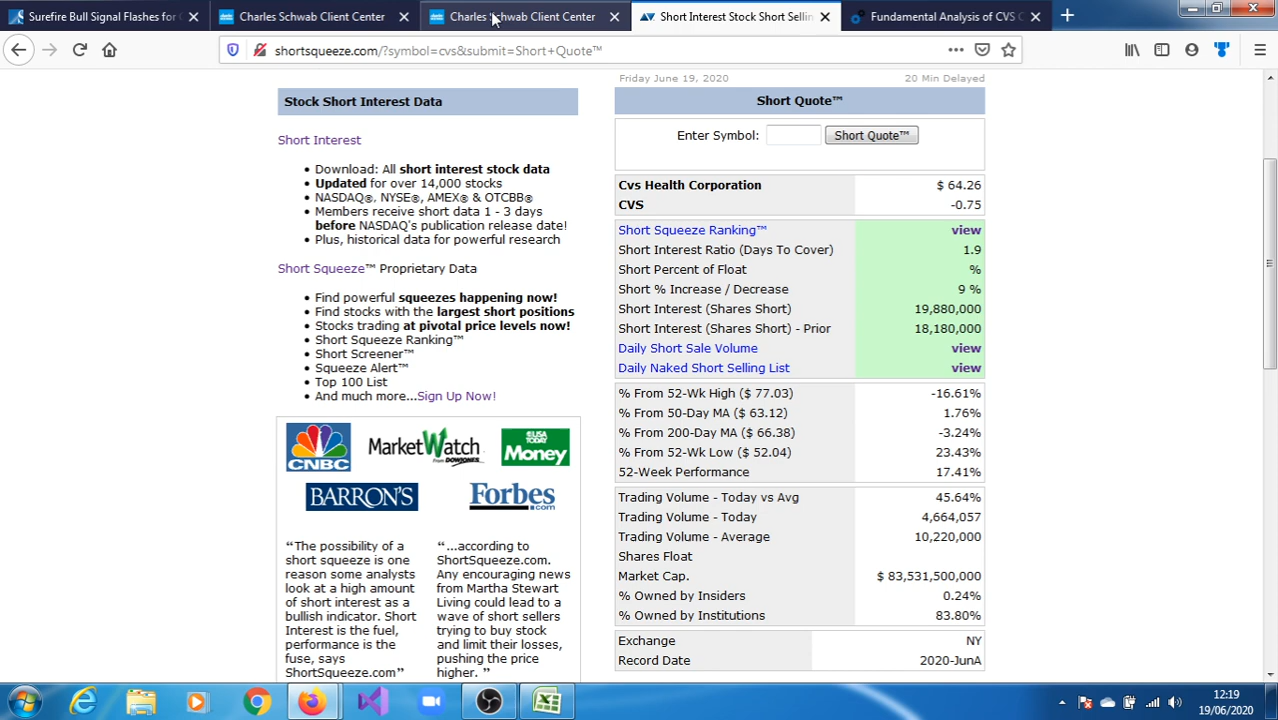 Surefire Bull Signal Flashes for C
Charles Schwab Client Center
Charles Schwab Client Center
Short Interest Stock Short Sellin
Fundamental Analysis of CVS C
shortsqueeze.com/?symbol=cvs&submit=Short+Quote™
Friday June 19, 2020
20 Min Delayed
Stock Short Interest Data
Short Interest
• Download: All short interest stock data
• Updated for over 14,000 stocks
• NASDAQ®, NYSE®, AMEX® & OTCBB®
• Members receive short data 1 - 3 days
before NASDAQ's publication release date!
• Plus, historical data for powerful research
Short Squeeze™ Proprietary Data
• Find powerful squeezes happening now!
• Find stocks with the largest short positions
• Stocks trading at pivotal price levels now!
• Short Squeeze Ranking™
• Short Screener™
• Squeeze Alert™
• Top 100 List
• And much more...Sign Up Now!
CNBC
MarketWatch
FROM DOWJONES
USA TODAY
Money
BARRON'S
Forbes
.com
“The possibility of a
short squeeze is one
reason some analysts
look at a high amount
of short interest as a
bullish indicator. Short
Interest is the fuel,
performance is the
fuse, says
ShortSqueeze.com”
“...according to
ShortSqueeze.com.
Any encouraging news
from Martha Stewart
Living could lead to a
wave of short sellers
trying to buy stock
and limit their losses,
pushing the price
higher. ”
Short Quote™
Enter Symbol:
Short Quote™
Cvs Health Corporation $ 64.26
CVS -0.75
Short Squeeze Ranking™ view
Short Interest Ratio (Days To Cover) 1.9
Short Percent of Float %
Short % Increase / Decrease 9 %
Short Interest (Shares Short) 19,880,000
Short Interest (Shares Short) - Prior 18,180,000
Daily Short Sale Volume view
Daily Naked Short Selling List view
% From 52-Wk High ($ 77.03) -16.61%
% From 50-Day MA ($ 63.12) 1.76%
% From 200-Day MA ($ 66.38) -3.24%
% From 52-Wk Low ($ 52.04) 23.43%
52-Week Performance 17.41%
Trading Volume - Today vs Avg 45.64%
Trading Volume - Today 4,664,057
Trading Volume - Average 10,220,000
Shares Float
Market Cap. $ 83,531,500,000
% Owned by Insiders 0.24%
% Owned by Institutions 83.80%
Exchange NY
Record Date 2020-JunA
12:19
19/06/2020